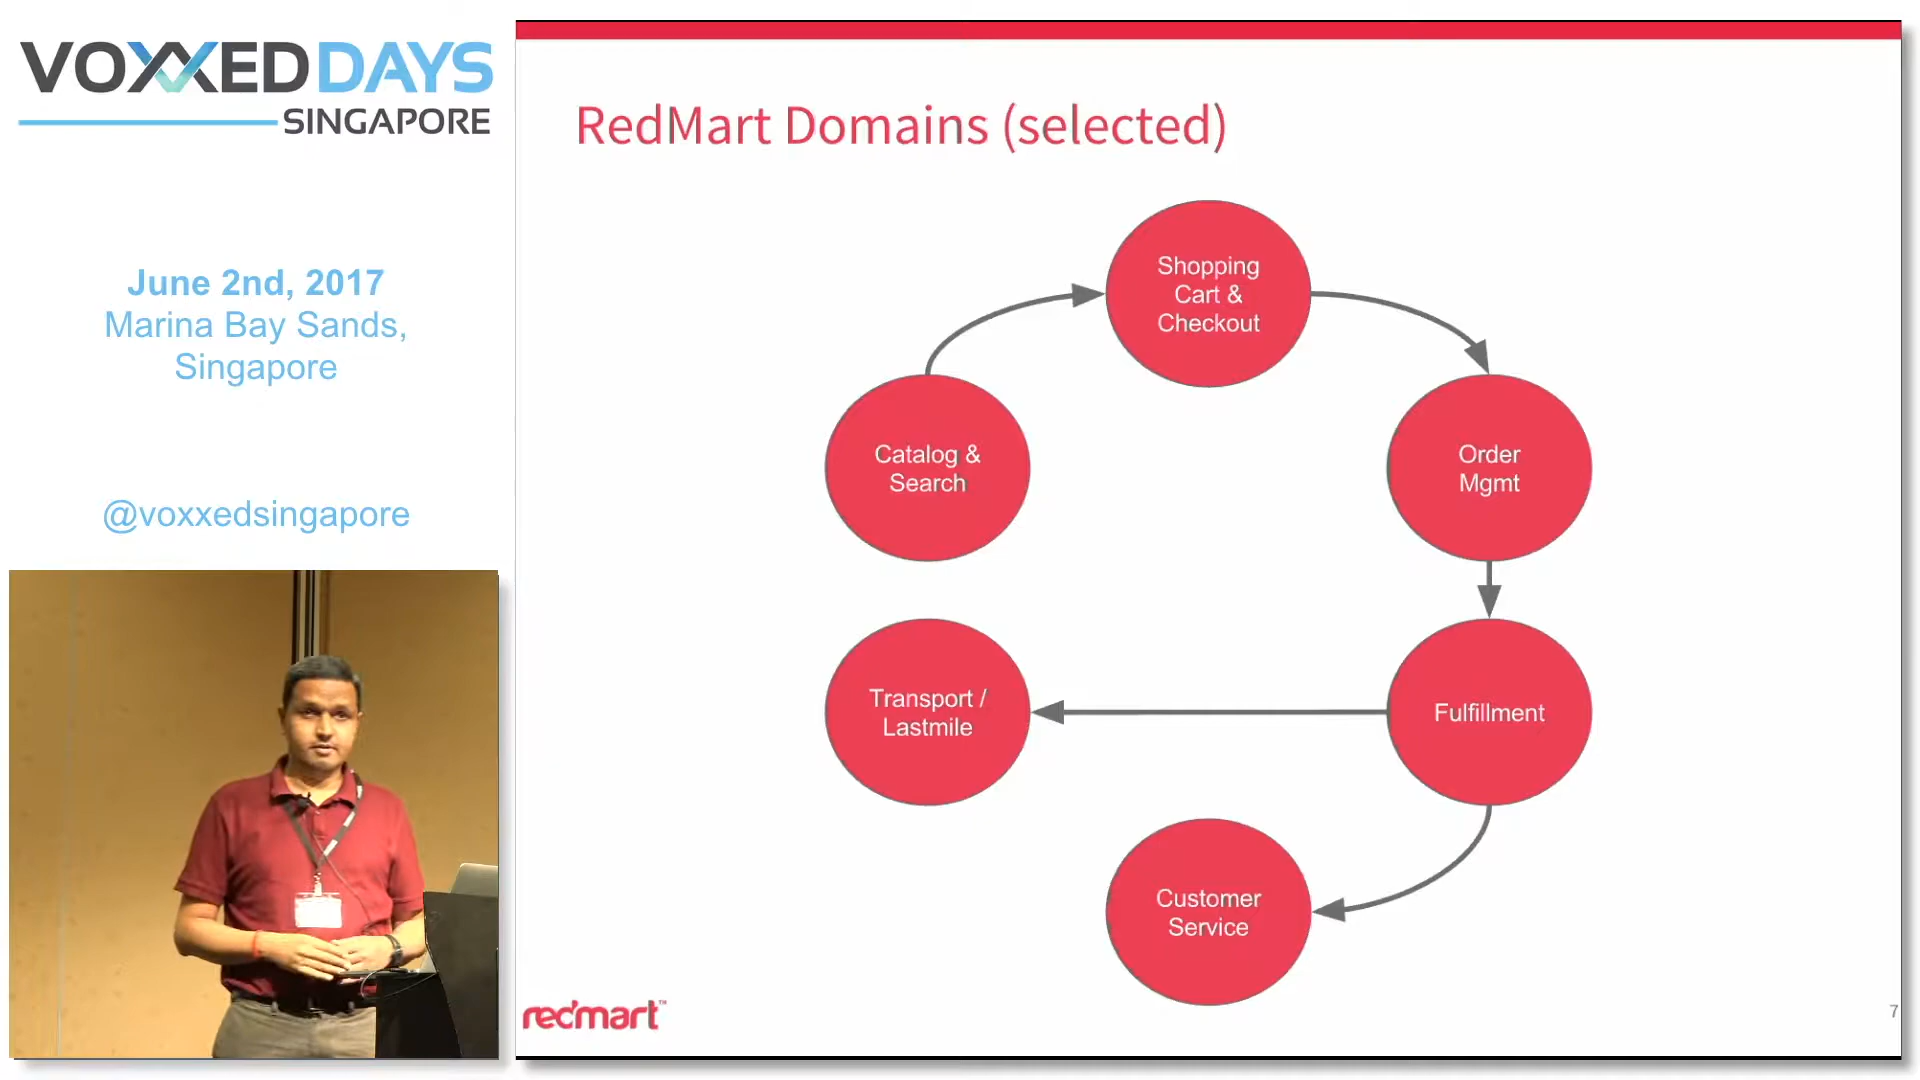 VOXXEDDAYS
SINGAPORE
June 2nd, 2017
Marina Bay Sands,
Singapore
@voxxedsingapore
RedMart Domains (selected)
Shopping
Cart &
Checkout
Catalog &
Search
Order
Mgmt
Transport /
Lastmile
Fulfillment
Customer
Service
redmart™
7